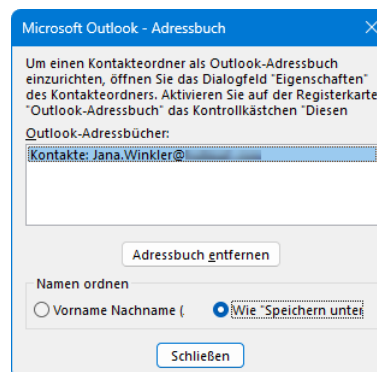 Microsoft Outlook - Adressbuch
Um einen Kontakteordner als Outlook-Adressbuch
einzurichten, öffnen Sie das Dialogfeld "Eigenschaften"
des Kontakteordners. Aktivieren Sie auf der Registerkarte
"Outlook-Adressbuch" das Kontrollkästchen "Diesen
Outlook-Adressbücher:
Kontakte: Jana.Winkler@
Adressbuch entfernen
Namen ordnen
Vorname Nachname (
Wie "Speichern unter
Schließen